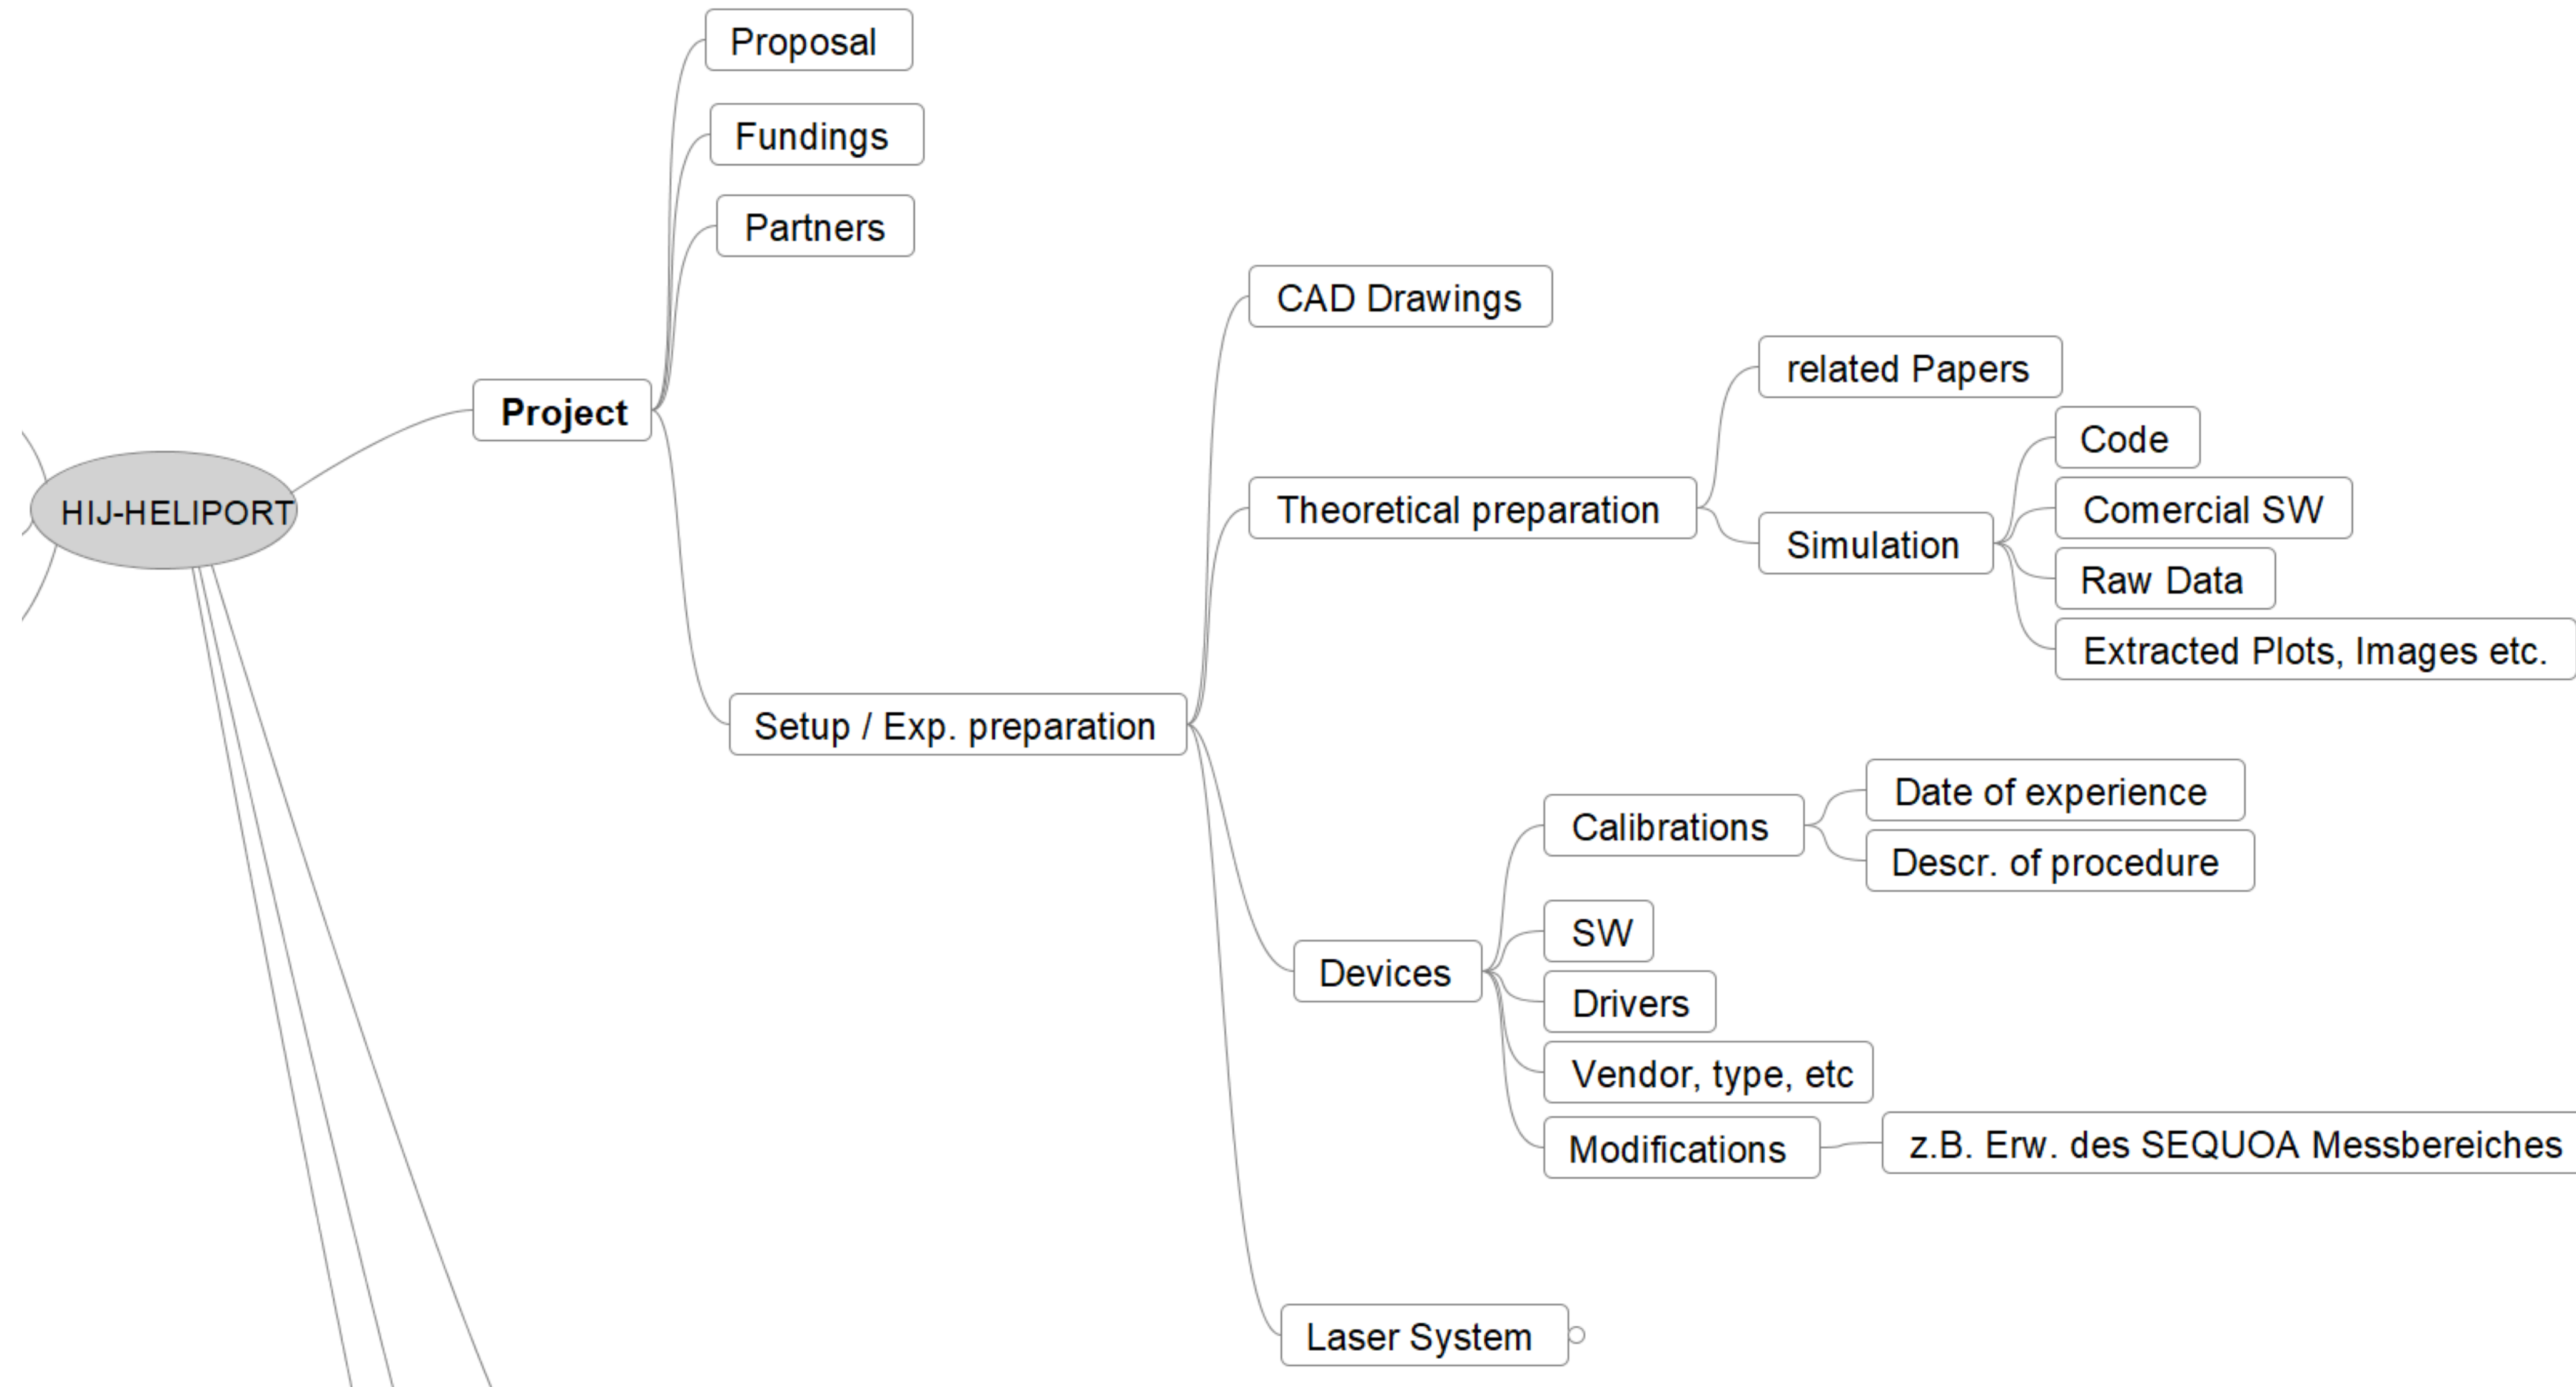 Proposal
Fundings
Partners
CAD Drawings
related Papers
Project
Code
HIJ-HELIPORT
Theoretical preparation
Comercial SW
Simulation
Raw Data
Extracted Plots, Images etc.
Setup / Exp. preparation
Date of experience
Calibrations
Descr. of procedure
SW
Devices
Drivers
Vendor, type, etc
Modifications
z.B. Erw. des SEQUOA Messbereiches
Laser System